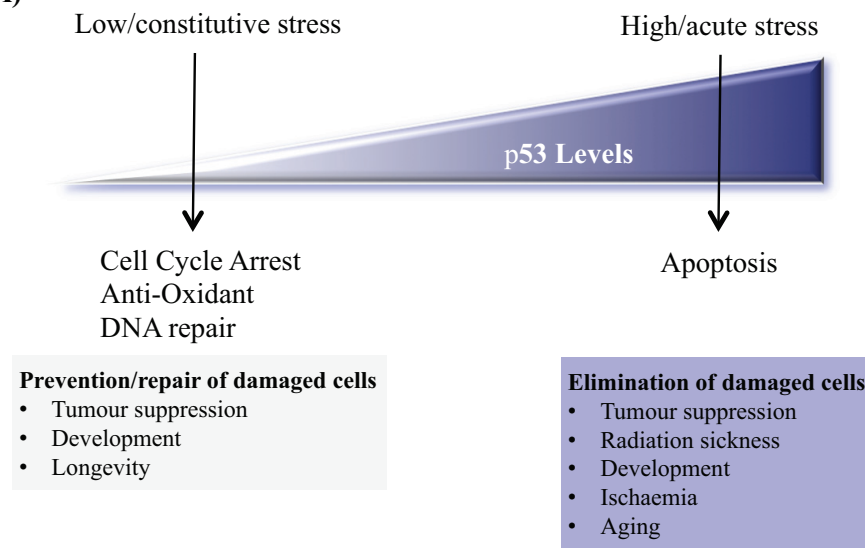 Low/constitutive stress
High/acute stress
p53 Levels
Cell Cycle Arrest
Anti-Oxidant
DNA repair
Apoptosis
Prevention/repair of damaged cells
• Tumour suppression
• Development
• Longevity
Elimination of damaged cells
• Tumour suppression
• Radiation sickness
• Development
• Ischaemia
• Aging